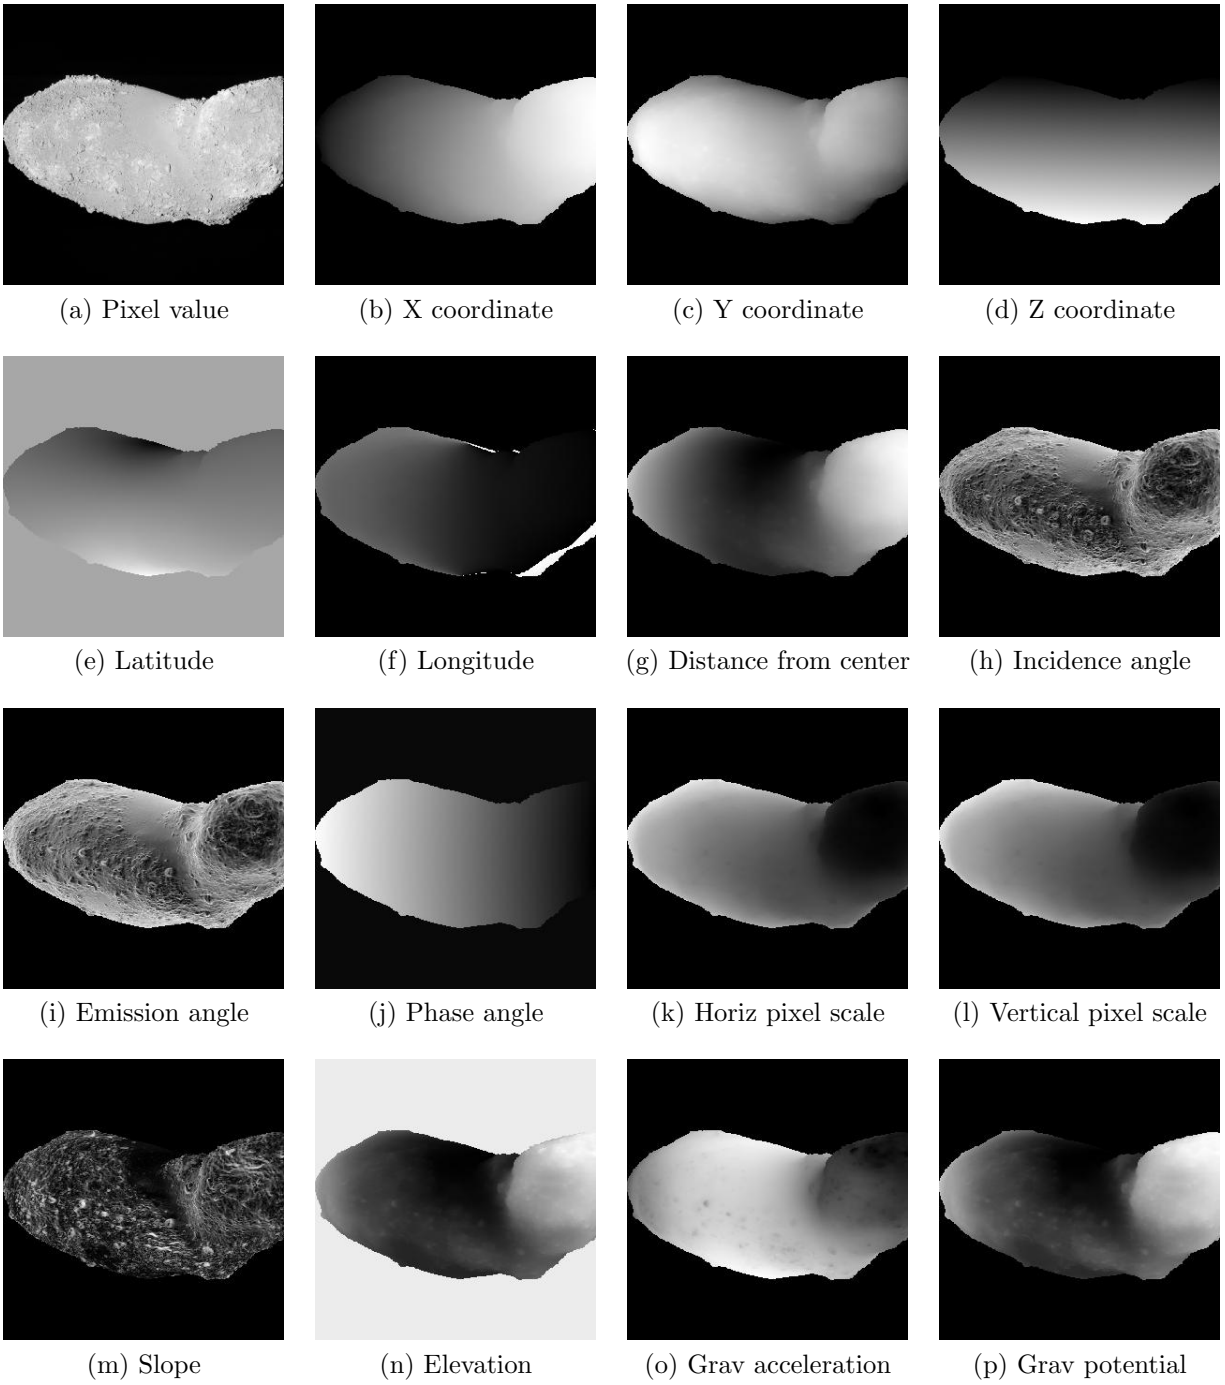 (a) Pixel value
(b) X coordinate
(c) Y coordinate
(d) Z coordinate
(e) Latitude
(f) Longitude
(g) Distance from center
(h) Incidence angle
(i) Emission angle
(j) Phase angle
(k) Horiz pixel scale
(l) Vertical pixel scale
(m) Slope
(n) Elevation
(o) Grav acceleration
(p) Grav potential